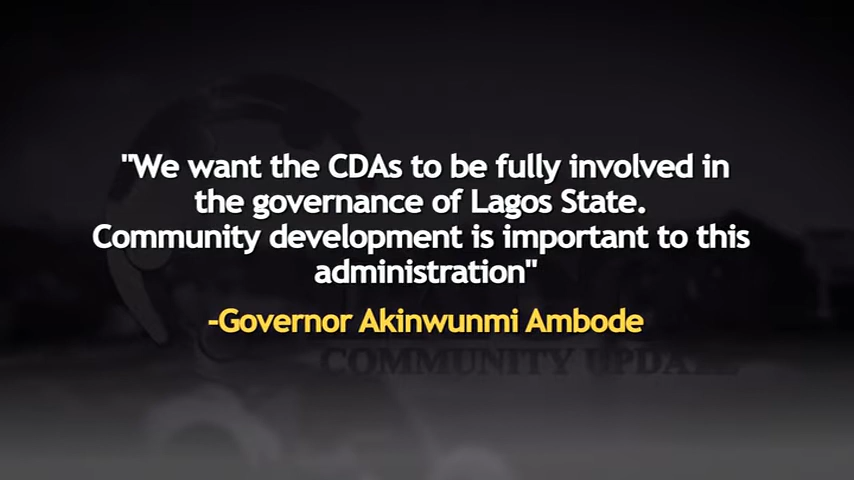 "We want the CDAs to be fully involved in
the governance of Lagos State.
Community development is important to this
administration"
-Governor Akinwunmi Ambode
COMMUNITY